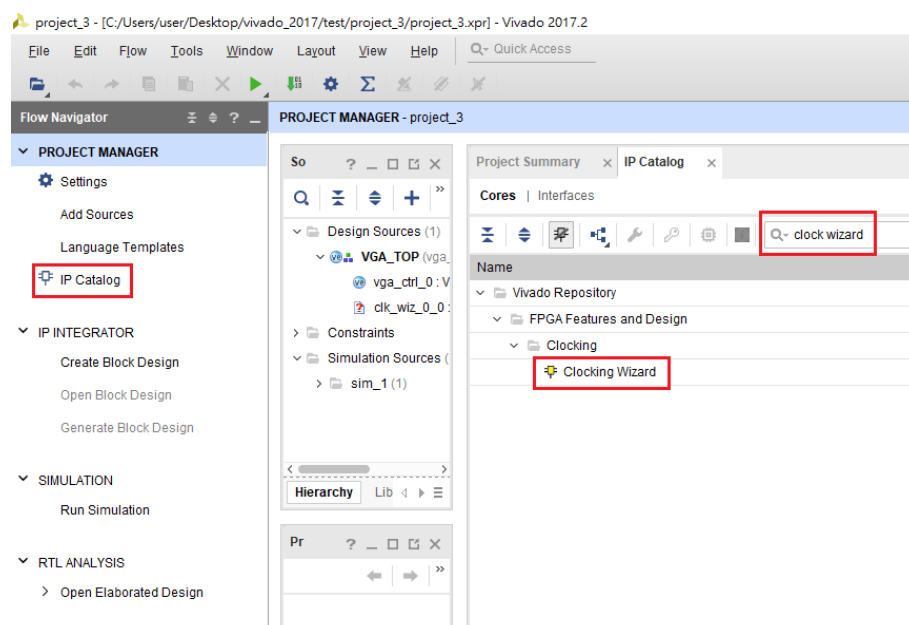 project_3 - [C:/Users/user/Desktop/vivado_2017/test/project_3/project_3.xpr] - Vivado 2017.2
File Edit Flow Tools Window Layout View Help Quick Access
Flow Navigator
PROJECT MANAGER
Settings
Add Sources
Language Templates
IP Catalog
IP INTEGRATOR
Create Block Design
Open Block Design
Generate Block Design
SIMULATION
Run Simulation
RTL ANALYSIS
Open Elaborated Design
PROJECT MANAGER - project_3
So
Design Sources (1)
VGA_TOP (vga_
vga_ctrl_0 : V
clk_wiz_0_0 :
Constraints
Simulation Sources (
sim_1 (1)
Hierarchy Lib
Pr
Project Summary IP Catalog
Cores | Interfaces
clock wizard
Name
Vivado Repository
FPGA Features and Design
Clocking
Clocking Wizard